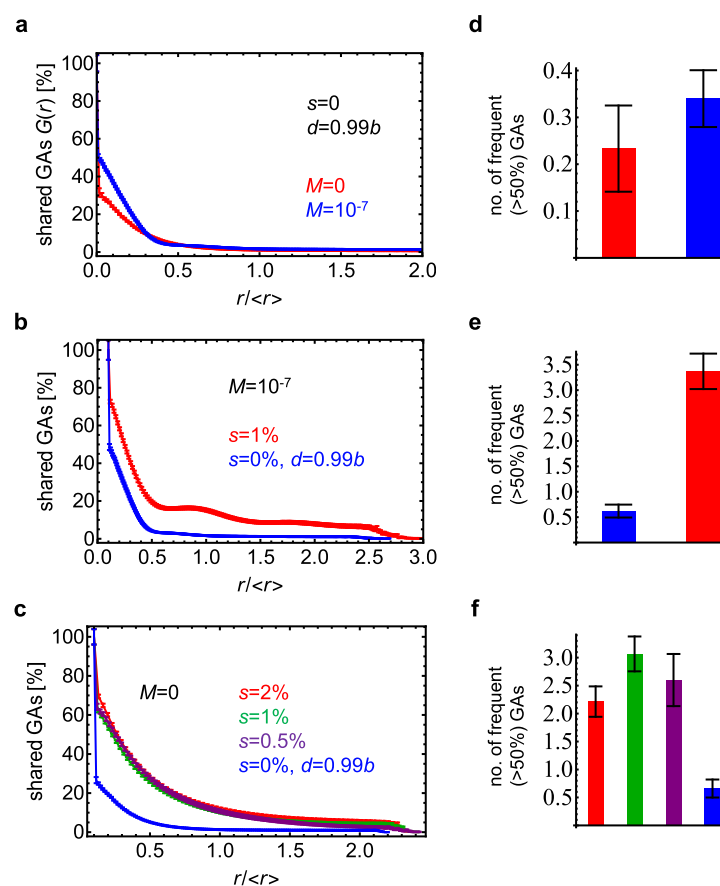 a
shared GAs G(r) [%]
100
80
60
40
20
0
s=0
d=0.99b
M=0
M=10-7
0.0
0.5
1.0
1.5
2.0
r/<r>
d
no. of frequent
(>50%) GAs
0.4
0.3
0.2
0.1
b
shared GAs [%]
100
80
60
40
20
0
M=10-7
s=1%
s=0%, d=0.99b
0.0
0.5
1.0
1.5
2.0
2.5
3.0
r/<r>
e
no. of frequent
(>50%) GAs
3.5
3.0
2.5
2.0
1.5
1.0
0.5
c
shared GAs [%]
100
80
60
40
20
0
M=0
s=2%
s=1%
s=0.5%
s=0%, d=0.99b
0.5
1.0
1.5
2.0
r/<r>
f
no. of frequent
(>50%) GAs
3.0
2.5
2.0
1.5
1.0
0.5